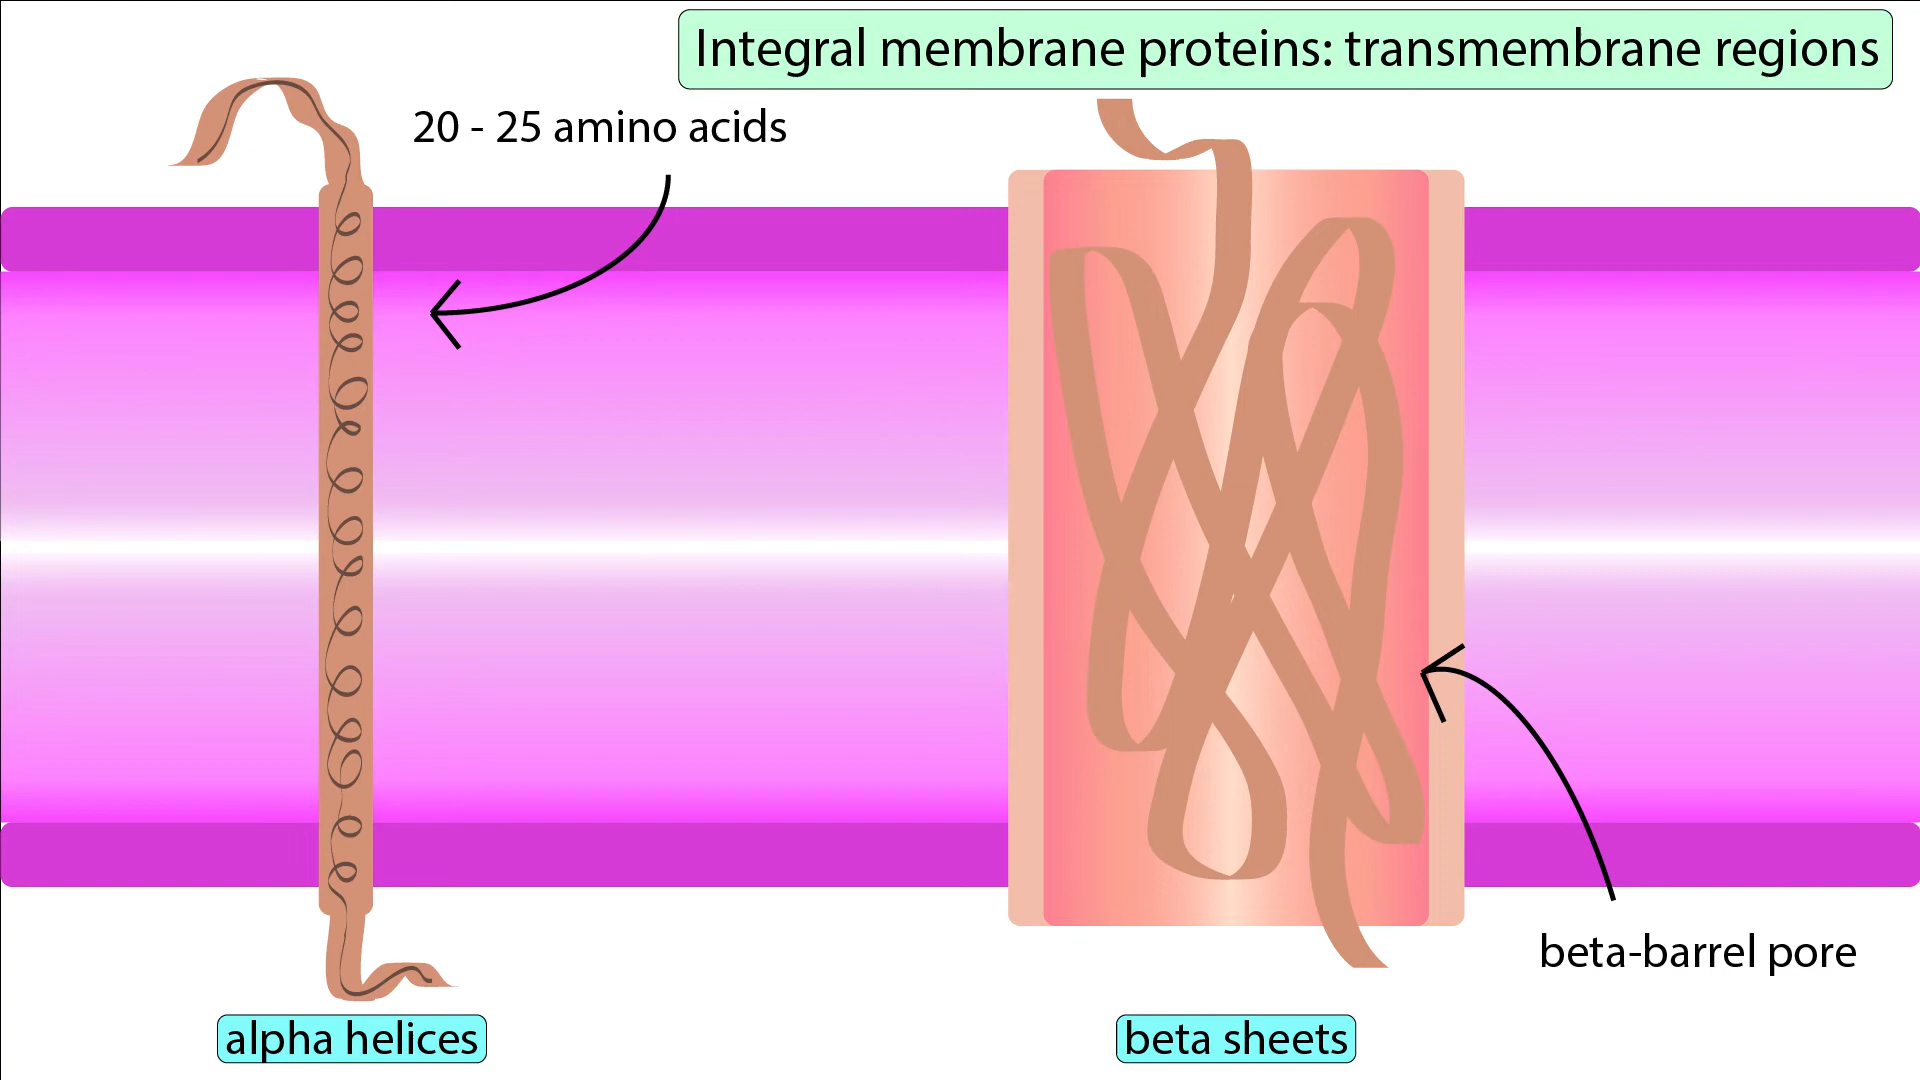 Integral membrane proteins: transmembrane regions
20 - 25 amino acids
beta-barrel pore
alpha helices
beta sheets